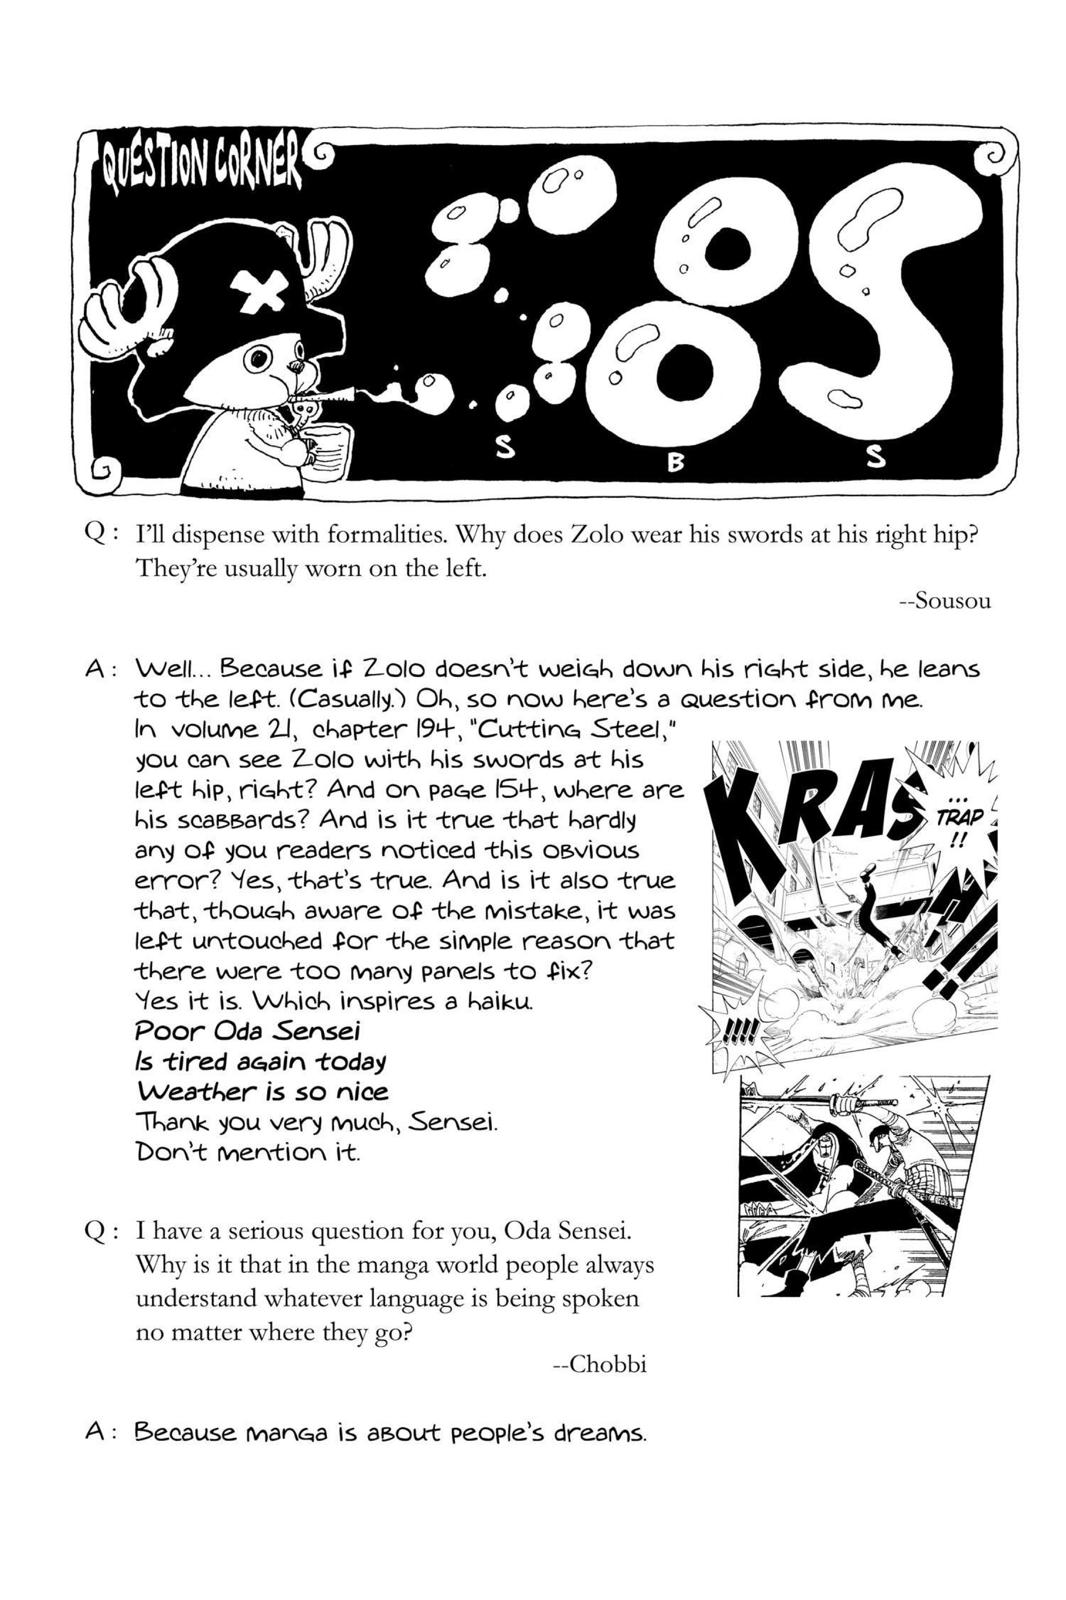 QUESTION CORNER
SBS
S
B
S
Q: I'll dispense with formalities. Why does Zolo wear his swords at his right hip?
They're usually worn on the left.
--Sousou
A: Well... Because if Zolo doesn't weigh down his right side, he leans
to the left. (Casually.) Oh, so now here's a question from me.
In volume 21, chapter 194, "Cutting Steel,"
you can see Zolo with his swords at his
left hip, right? And on page 154, where are
his scabbards? And is it true that hardly
any of you readers noticed this obvious
error? Yes, that's true. And is it also true
that, though aware of the mistake, it was
left untouched for the simple reason that
there were too many panels to fix?
Yes it is. Which inspires a haiku.
Poor Oda Sensei
Is tired again today
Weather is so nice
Thank you very much, Sensei.
Don't mention it.
KRASH!!
...
TRAP
!!
!!!!
Q: I have a serious question for you, Oda Sensei.
Why is it that in the manga world people always
understand whatever language is being spoken
no matter where they go?
--Chobbi
A: Because manga is about people's dreams.